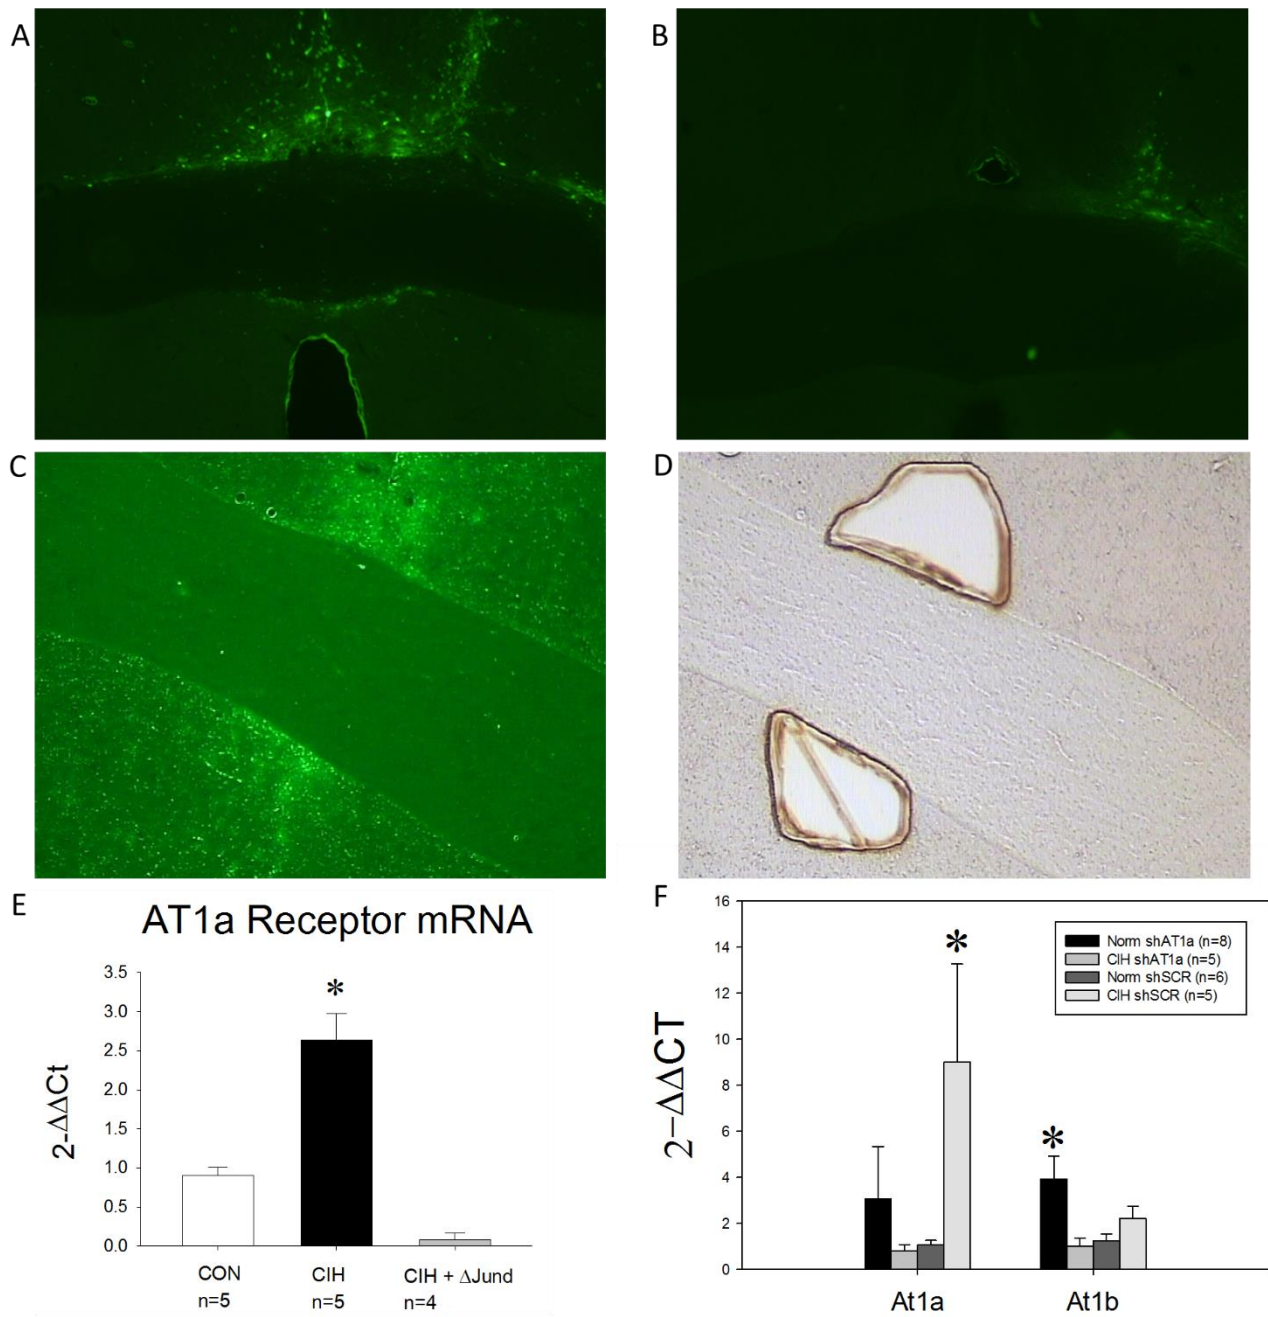 A
B
C
D
E
AT1a Receptor mRNA
2-ΔΔCt
3.5
3.0
2.5
2.0
1.5
1.0
0.5
0.0
*
CON
n=5
CIH
n=5
CIH + ΔJund
n=4
F
2−ΔΔCT
16
14
12
10
8
6
4
2
0
*
*
Norm shAT1a (n=8)
CIH shAT1a (n=5)
Norm shSCR (n=6)
CIH shSCR (n=5)
At1a
At1b